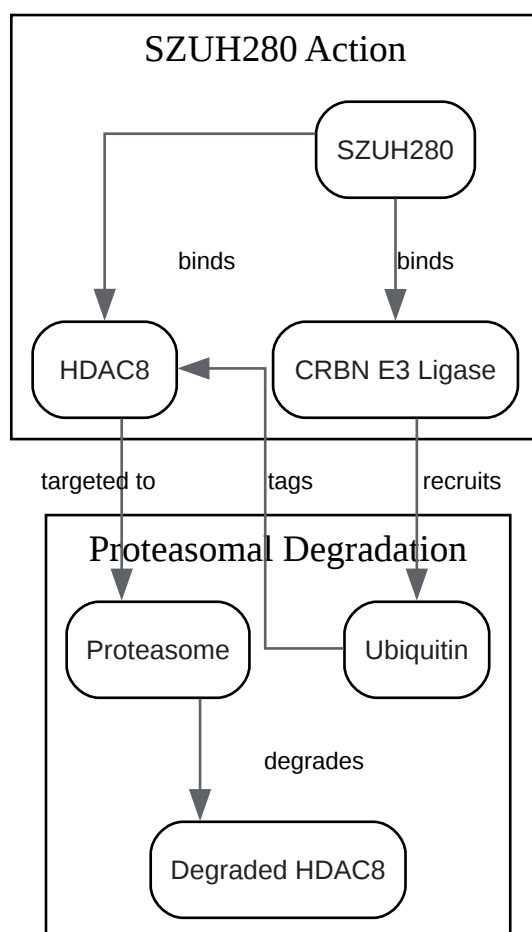 SZUH280 Action
SZUH280
binds
binds
HDAC8
CRBN E3 Ligase
targeted to
tags
recruits
Proteasomal Degradation
Proteasome
Ubiquitin
degrades
Degraded HDAC8